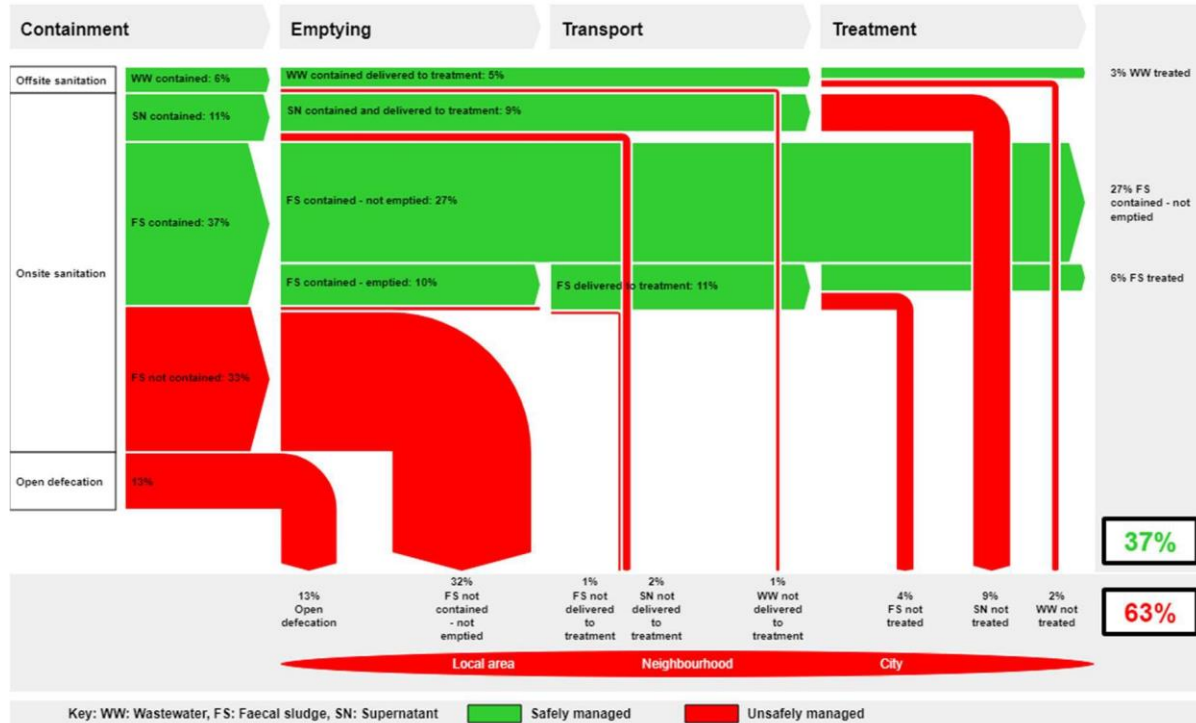 Containment
Emptying
Transport
Treatment
Offsite sanitation
WW contained: 6%
WW contained delivered to treatment: 5%
3% WW treated
SN contained: 11%
SN contained and delivered to treatment: 9%
Onsite sanitation
FS contained: 37%
FS contained - not emptied: 27%
27% FS
contained - not
emptied
FS contained - emptied: 10%
FS delivered to treatment: 11%
6% FS treated
FS not contained: 33%
Open defecation
13%
37%
13%
Open
defecation
32%
FS not
contained
- not
emptied
1%
FS not
delivered
to
treatment
2%
SN not
delivered
to
treatment
1%
WW not
delivered to
treatment
4%
FS not
treated
9%
SN not
treated
2%
WW not
treated
63%
Local area
Neighbourhood
City
Key: WW: Wastewater, FS: Faecal sludge, SN: Supernatant
Safely managed
Unsafely managed